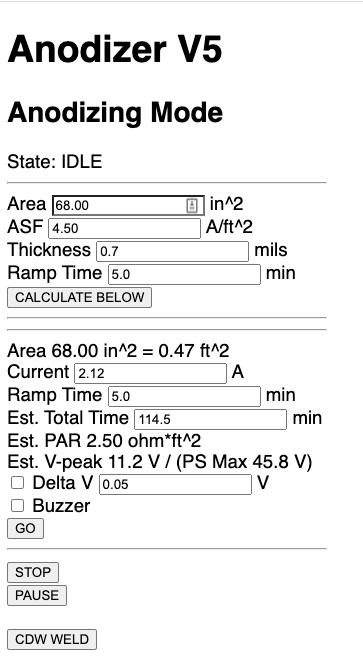 Anodizer V5
Anodizing Mode
State: IDLE
Area 68.00 in^2
ASF 4.50 A/ft^2
Thickness 0.7 mils
Ramp Time 5.0 min
CALCULATE BELOW
Area 68.00 in^2 = 0.47 ft^2
Current 2.12 A
Ramp Time 5.0 min
Est. Total Time 114.5 min
Est. PAR 2.50 ohm*ft^2
Est. V-peak 11.2 V / (PS Max 45.8 V)
Delta V 0.05 V
Buzzer
GO
STOP
PAUSE
CDW WELD